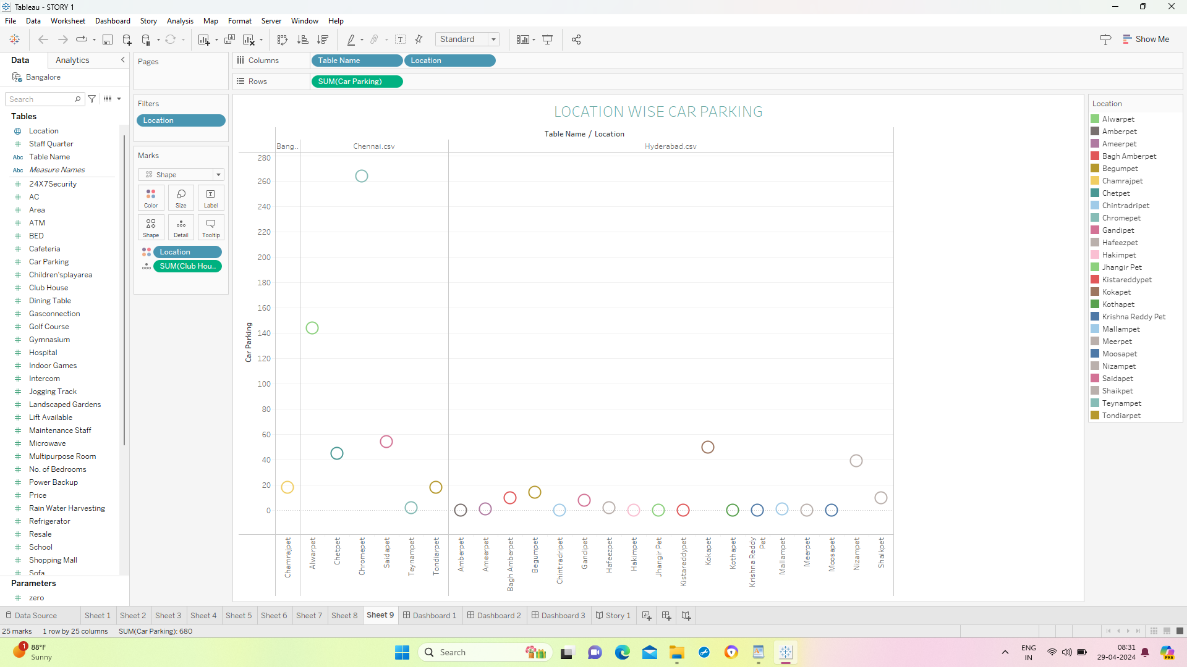 Tableau - STORY 1
File Data Worksheet Dashboard Story Analysis Map Format Server Window Help
Standard
Show Me
Data Analytics
Bangalore
Search
Tables
Location
Staff Quarter
Abc Table Name
Abc Measure Names
24X7Security
AC
Area
ATM
BED
Cafeteria
Car Parking
Children'splayarea
Club House
Dining Table
Gasconnection
Golf Course
Gymnasium
Hospital
Indoor Games
Intercom
Jogging Track
Landscaped Gardens
Lift Available
Maintenance Staff
Microwave
Multipurpose Room
No. of Bedrooms
Power Backup
Price
Rain Water Harvesting
Refrigerator
Resale
School
Shopping Mall
Sofa
Parameters
zero
Pages
Filters
Location
Marks
Shape
Color Size Label
Shape Detail Tooltip
Location
SUM(Club Hou..
Columns Table Name Location
Rows SUM(Car Parking)
LOCATION WISE CAR PARKING
Table Name / Location
Bang.. Chennai.csv Hyderabad.csv
Car Parking
280
260
240
220
200
180
160
140
120
100
80
60
40
20
0
Chamrajpet
Alwarpet
Chetpet
Chromepet
Saidapet
Teynampet
Tondiarpet
Amberpet
Ameerpet
Bagh Amberpet
Begumpet
Chintradripet
Gandipet
Hafeezpet
Hakimpet
Jhangir Pet
Kistareddypet
Kokapet
Kothapet
Krishna Reddy
Pet
Mallampet
Meerpet
Moosapet
Nizampet
Shaikpet
Location
Alwarpet
Amberpet
Ameerpet
Bagh Amberpet
Begumpet
Chamrajpet
Chetpet
Chintradripet
Chromepet
Gandipet
Hafeezpet
Hakimpet
Jhangir Pet
Kistareddypet
Kokapet
Kothapet
Krishna Reddy Pet
Mallampet
Meerpet
Moosapet
Nizampet
Saidapet
Shaikpet
Teynampet
Tondiarpet
Data Source Sheet 1 Sheet 2 Sheet 3 Sheet 4 Sheet 5 Sheet 6 Sheet 7 Sheet 8 Sheet 9 Dashboard 1 Dashboard 2 Dashboard 3 Story 1
25 marks 1 row by 25 columns SUM(Car Parking): 680
1
88°F
Sunny
Search
ENG
IN
08:31
29-04-2024